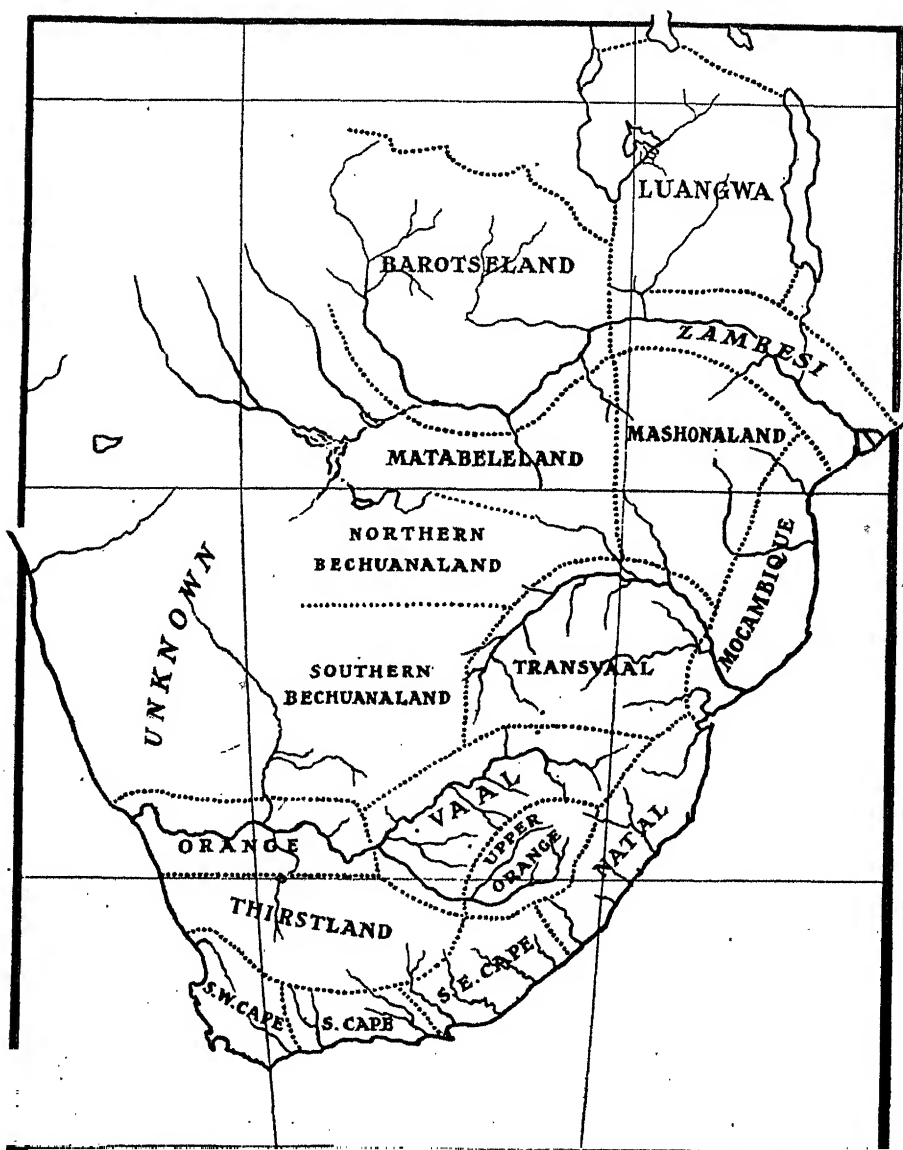 LUANGWA
BAROTSELAND
ZAMBESI
MASHONALAND
MATABELELAND
NORTHERN
BECHUANALAND
UNKNOWN
MOCAMBIQUE
SOUTHERN
BECHUANALAND
TRANSVAAL
VAAL
UPPER
ORANGE
NATAL
ORANGE
THIRSTLAND
S.E. CAPE
S.W. CAPE
S. CAPE